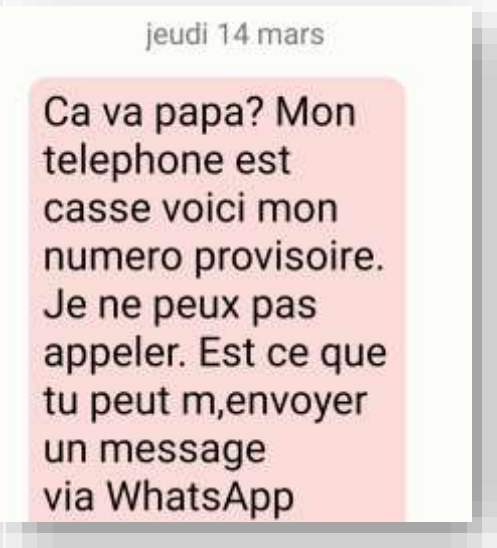 jeudi 14 mars
Ca va papa? Mon
telephone est
casse voici mon
numero provisoire.
Je ne peux pas
appeler. Est ce que
tu peut m,envoyer
un message
via WhatsApp